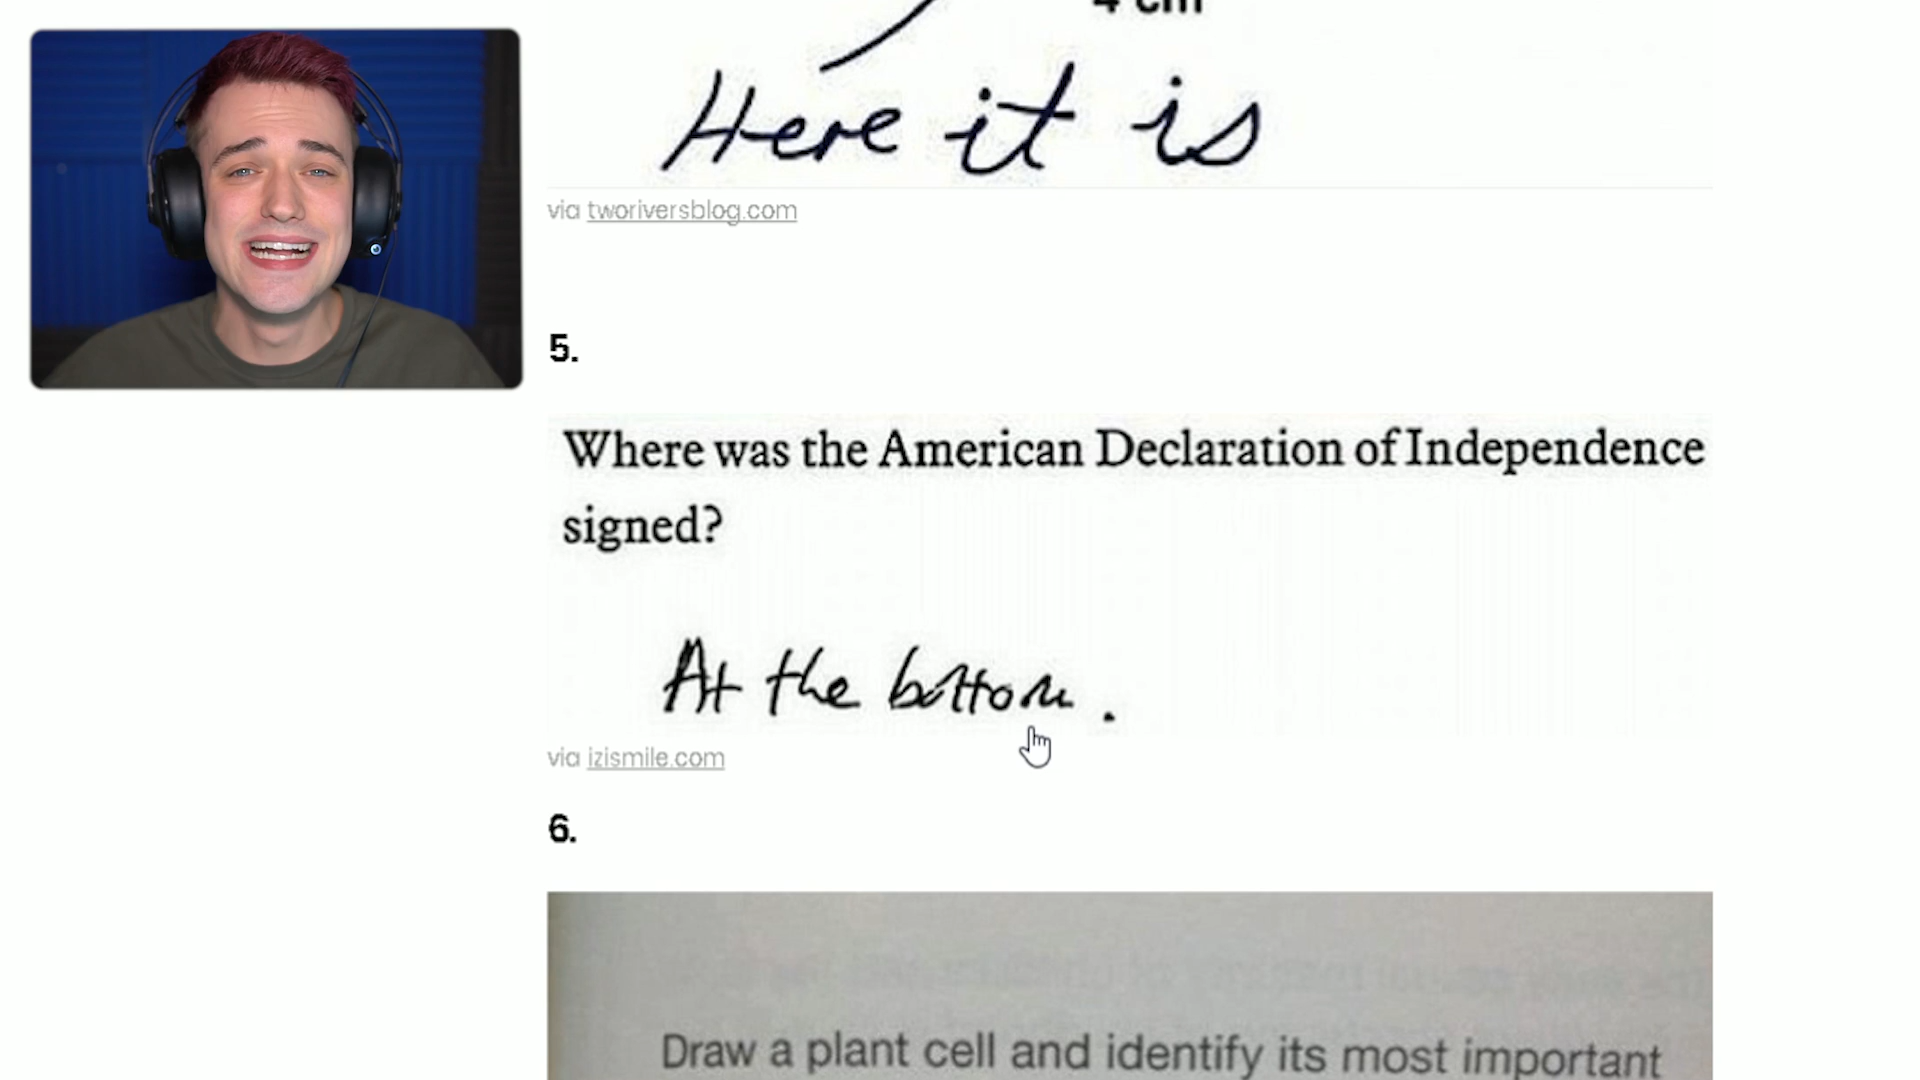 4 cm
Here it is
via tworiversblog.com
5.
Where was the American Declaration of Independence
signed?
At the bottom.
via izismile.com
6.
Draw a plant cell and identify its most important